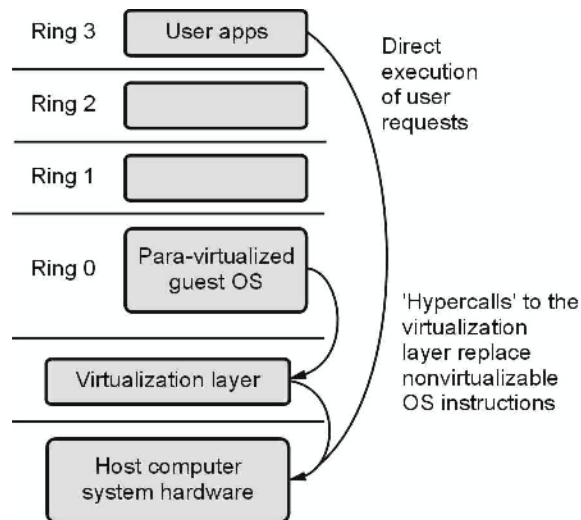 Ring 3
User apps
Direct
execution
of user
requests
Ring 2
Ring 1
Ring 0
Para-virtualized
guest OS
'Hypercalls' to the
virtualization
layer replace
nonvirtualizable
OS instructions
Virtualization layer
Host computer
system hardware